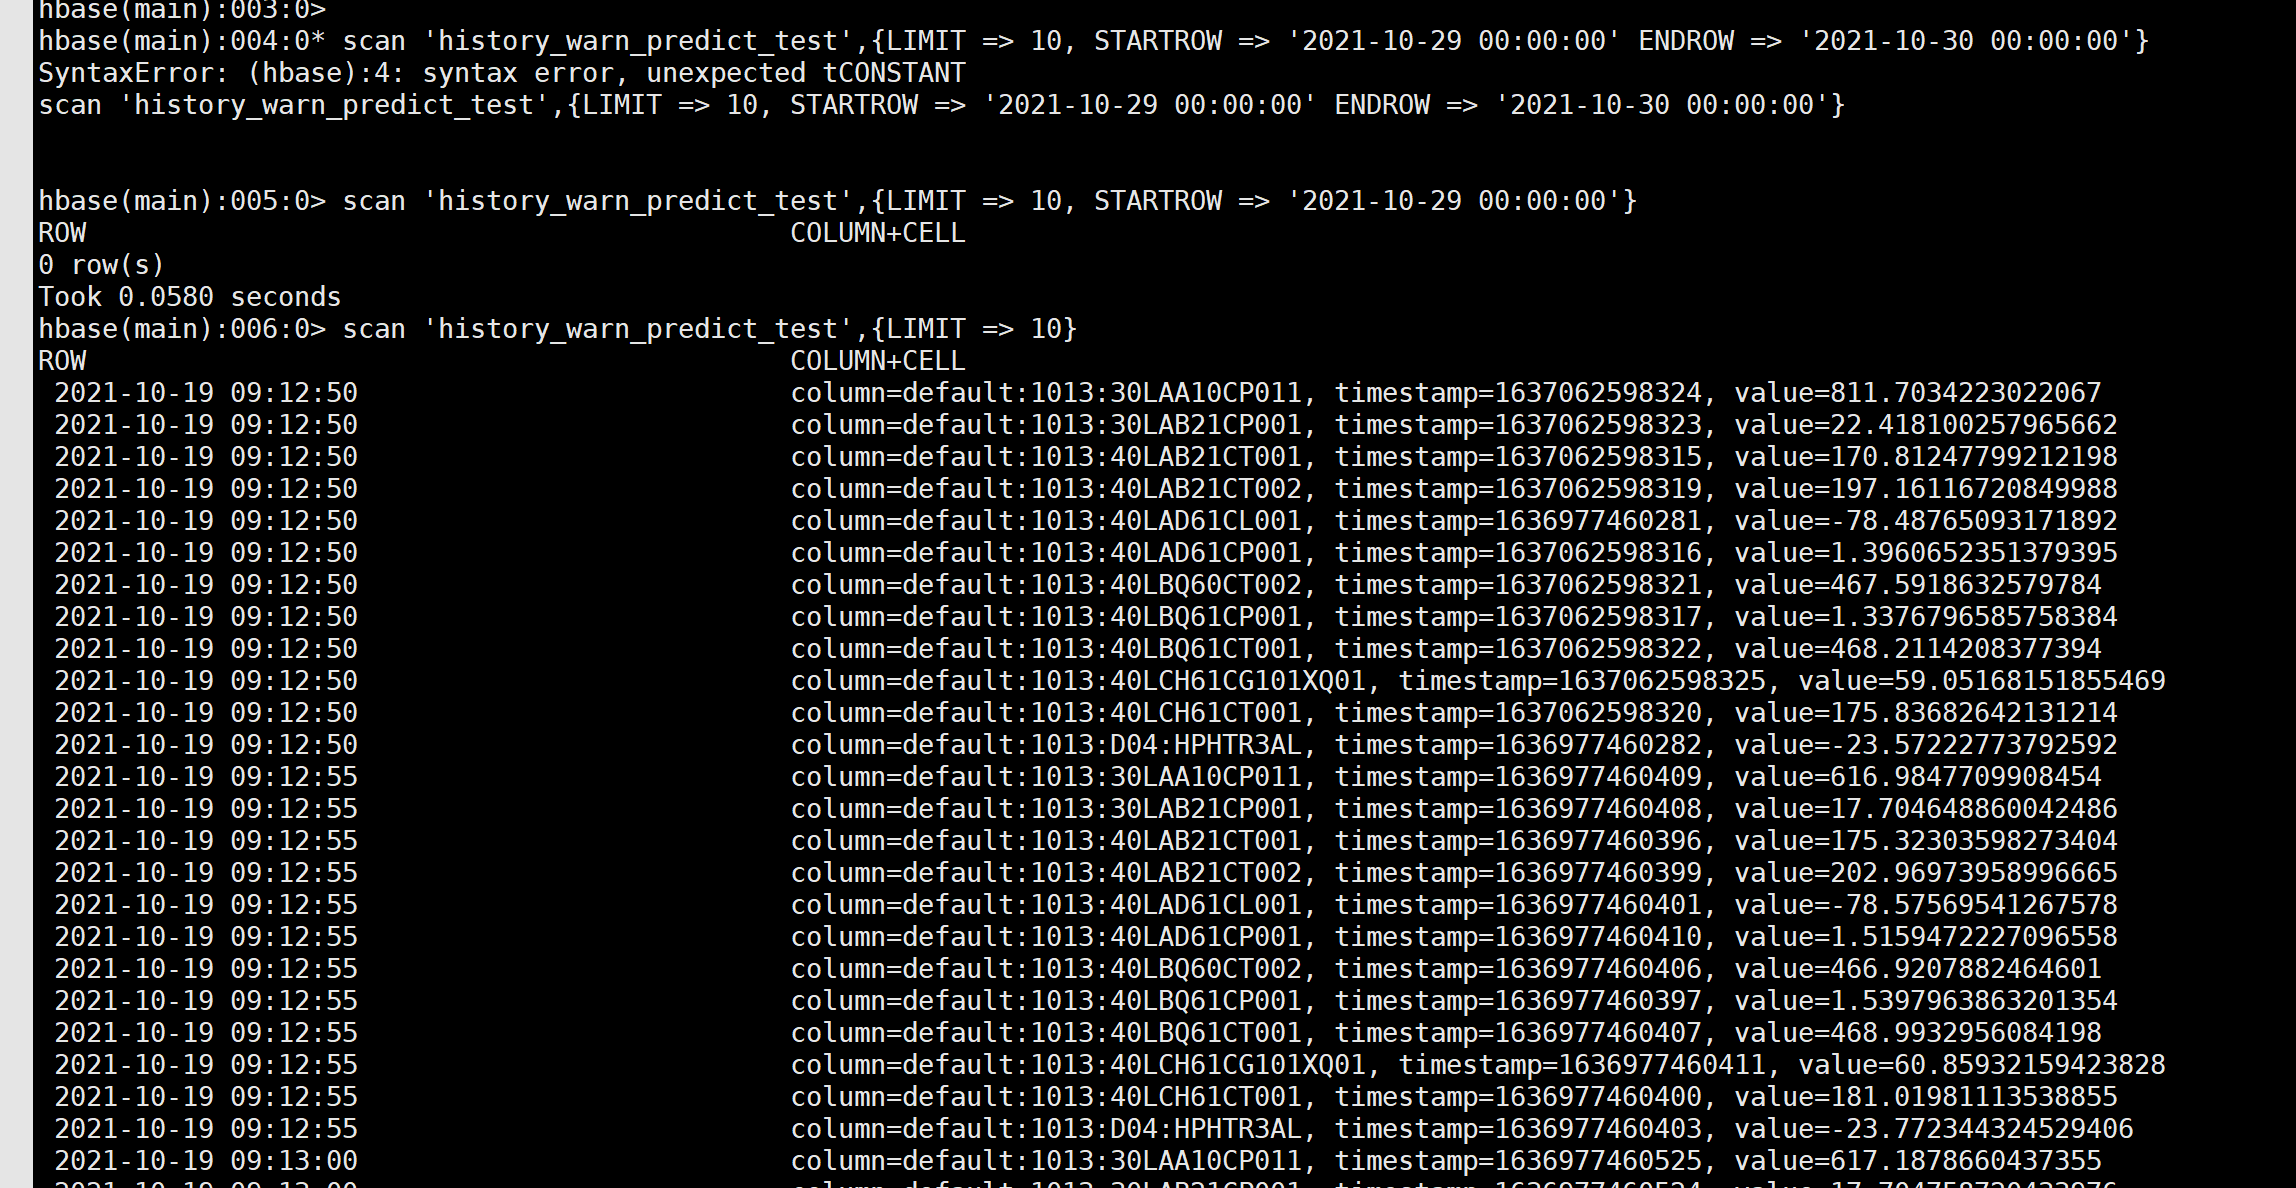 hbase(main):003:0>
hbase(main):004:0* scan 'history_warn_predict_test',{LIMIT => 10, STARTROW => '2021-10-29 00:00:00' ENDROW => '2021-10-30 00:00:00'}
SyntaxError: (hbase):4: syntax error, unexpected tCONSTANT
scan 'history_warn_predict_test',{LIMIT => 10, STARTROW => '2021-10-29 00:00:00' ENDROW => '2021-10-30 00:00:00'}
hbase(main):005:0> scan 'history_warn_predict_test',{LIMIT => 10, STARTROW => '2021-10-29 00:00:00'}
ROW COLUMN+CELL
0 row(s)
Took 0.0580 seconds
hbase(main):006:0> scan 'history_warn_predict_test',{LIMIT => 10}
ROW COLUMN+CELL
2021-10-19 09:12:50 column=default:1013:30LAA10CP011, timestamp=1637062598324, value=811.7034223022067
2021-10-19 09:12:50 column=default:1013:30LAB21CP001, timestamp=1637062598323, value=22.418100257965662
2021-10-19 09:12:50 column=default:1013:40LAB21CT001, timestamp=1637062598315, value=170.81247799212198
2021-10-19 09:12:50 column=default:1013:40LAB21CT002, timestamp=1637062598319, value=197.16116720849988
2021-10-19 09:12:50 column=default:1013:40LAD61CL001, timestamp=1636977460281, value=-78.48765093171892
2021-10-19 09:12:50 column=default:1013:40LAD61CP001, timestamp=1637062598316, value=1.3960652351379395
2021-10-19 09:12:50 column=default:1013:40LBQ60CT002, timestamp=1637062598321, value=467.5918632579784
2021-10-19 09:12:50 column=default:1013:40LBQ61CP001, timestamp=1637062598317, value=1.3376796585758384
2021-10-19 09:12:50 column=default:1013:40LBQ61CT001, timestamp=1637062598322, value=468.2114208377394
2021-10-19 09:12:50 column=default:1013:40LCH61CG101XQ01, timestamp=1637062598325, value=59.05168151855469
2021-10-19 09:12:50 column=default:1013:40LCH61CT001, timestamp=1637062598320, value=175.83682642131214
2021-10-19 09:12:50 column=default:1013:D04:HPHTR3AL, timestamp=1636977460282, value=-23.57222773792592
2021-10-19 09:12:55 column=default:1013:30LAA10CP011, timestamp=1636977460409, value=616.9847709908454
2021-10-19 09:12:55 column=default:1013:30LAB21CP001, timestamp=1636977460408, value=17.704648860042486
2021-10-19 09:12:55 column=default:1013:40LAB21CT001, timestamp=1636977460396, value=175.32303598273404
2021-10-19 09:12:55 column=default:1013:40LAB21CT002, timestamp=1636977460399, value=202.96973958996665
2021-10-19 09:12:55 column=default:1013:40LAD61CL001, timestamp=1636977460401, value=-78.57569541267578
2021-10-19 09:12:55 column=default:1013:40LAD61CP001, timestamp=1636977460410, value=1.5159472227096558
2021-10-19 09:12:55 column=default:1013:40LBQ60CT002, timestamp=1636977460406, value=466.9207882464601
2021-10-19 09:12:55 column=default:1013:40LBQ61CP001, timestamp=1636977460397, value=1.5397963863201354
2021-10-19 09:12:55 column=default:1013:40LBQ61CT001, timestamp=1636977460407, value=468.9932956084198
2021-10-19 09:12:55 column=default:1013:40LCH61CG101XQ01, timestamp=1636977460411, value=60.85932159423828
2021-10-19 09:12:55 column=default:1013:40LCH61CT001, timestamp=1636977460400, value=181.01981113538855
2021-10-19 09:12:55 column=default:1013:D04:HPHTR3AL, timestamp=1636977460403, value=-23.772344324529406
2021-10-19 09:13:00 column=default:1013:30LAA10CP011, timestamp=1636977460525, value=617.1878660437355